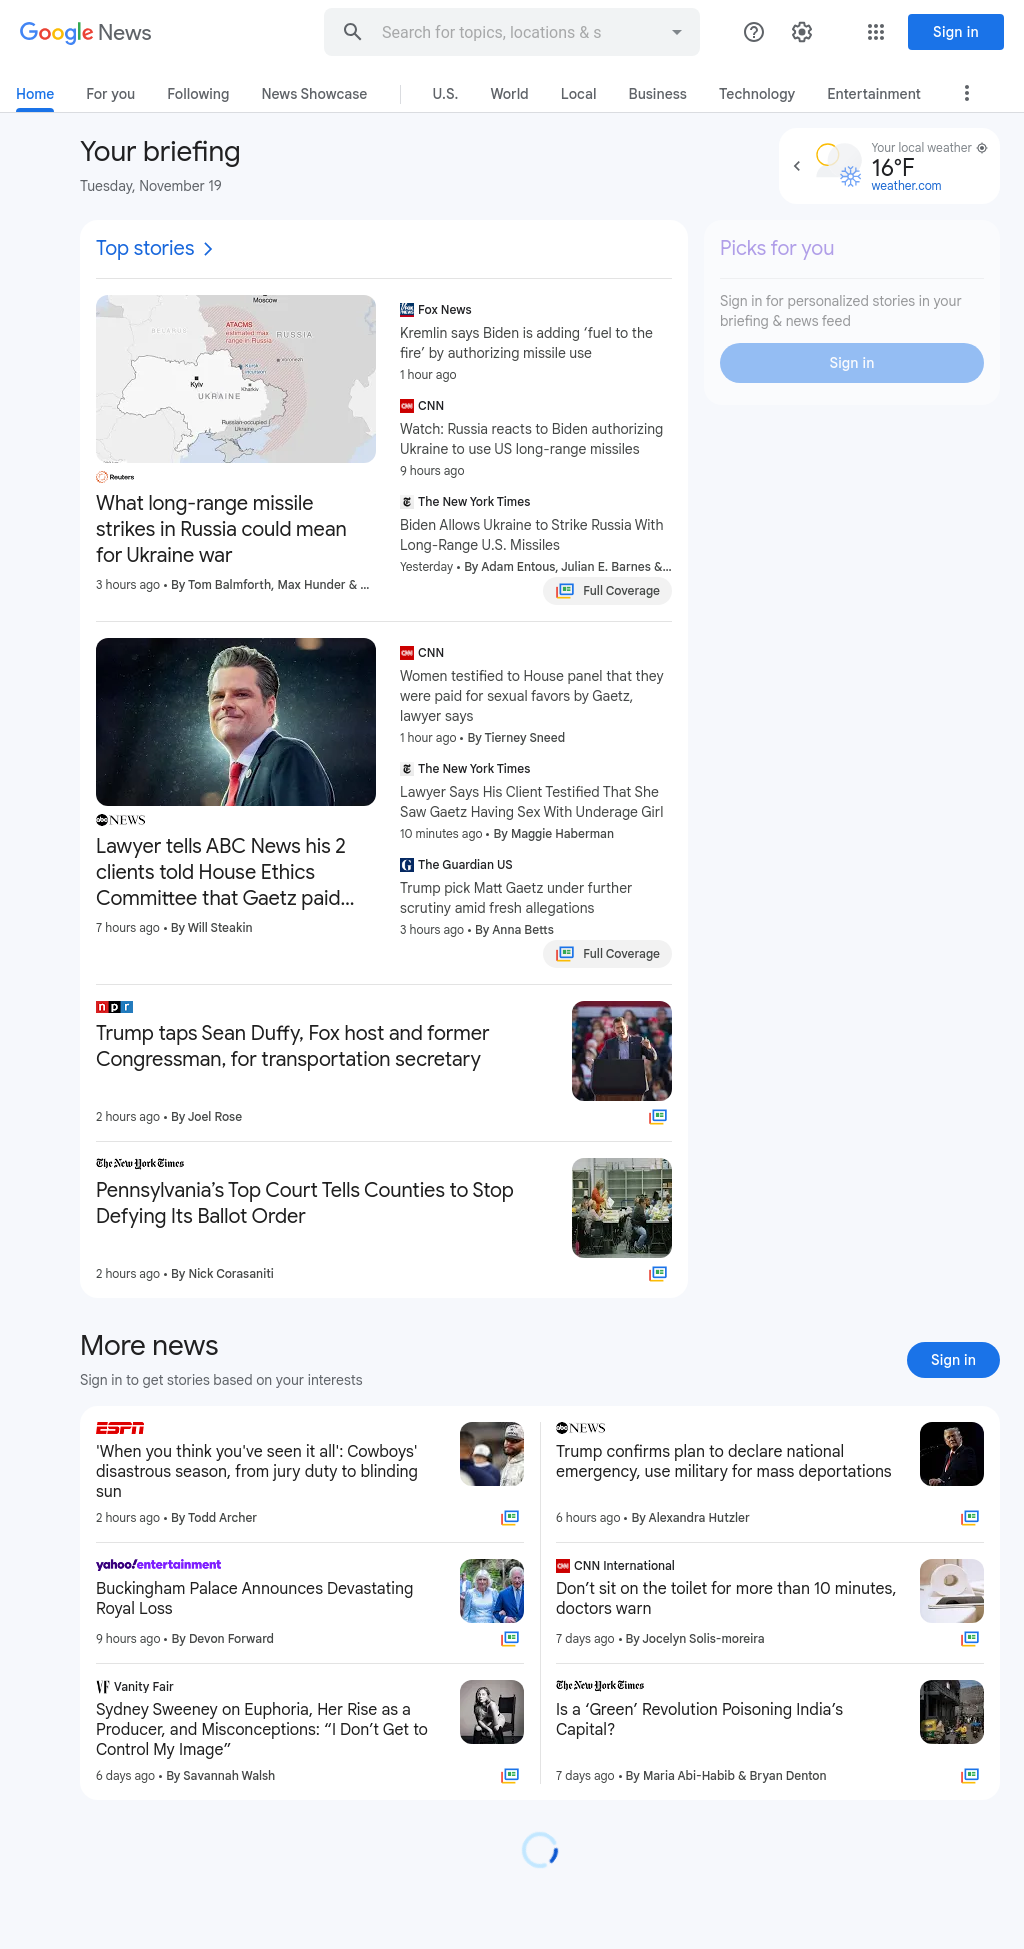 Google News
Search for topics, locations & s
Sign in
Home
For you
Following
News Showcase
U.S.
World
Local
Business
Technology
Entertainment
Your briefing
Tuesday, November 19
Your local weather
16°F
weather.com
Top stories
Picks for you
Sign in for personalized stories in your
briefing & news feed
Sign in
Moscow
BELARUS
ATACMS
estimated max
range in Russia
RUSSIA
Voronezh
Kursk
incursion
Kyiv
Kharkiv
UKRAINE
Russian-occupied
Ukraine
Reuters
What long-range missile
strikes in Russia could mean
for Ukraine war
3 hours ago • By Tom Balmforth, Max Hunder & ...
Fox News
Kremlin says Biden is adding ‘fuel to the
fire’ by authorizing missile use
1 hour ago
CNN
Watch: Russia reacts to Biden authorizing
Ukraine to use US long-range missiles
9 hours ago
The New York Times
Biden Allows Ukraine to Strike Russia With
Long-Range U.S. Missiles
Yesterday • By Adam Entous, Julian E. Barnes &...
Full Coverage
abc NEWS
Lawyer tells ABC News his 2
clients told House Ethics
Committee that Gaetz paid...
7 hours ago • By Will Steakin
CNN
Women testified to House panel that they
were paid for sexual favors by Gaetz,
lawyer says
1 hour ago • By Tierney Sneed
The New York Times
Lawyer Says His Client Testified That She
Saw Gaetz Having Sex With Underage Girl
10 minutes ago • By Maggie Haberman
The Guardian US
Trump pick Matt Gaetz under further
scrutiny amid fresh allegations
3 hours ago • By Anna Betts
Full Coverage
npr
Trump taps Sean Duffy, Fox host and former
Congressman, for transportation secretary
2 hours ago • By Joel Rose
The New York Times
Pennsylvania’s Top Court Tells Counties to Stop
Defying Its Ballot Order
2 hours ago • By Nick Corasaniti
More news
Sign in to get stories based on your interests
Sign in
ESPN
'When you think you've seen it all': Cowboys'
disastrous season, from jury duty to blinding
sun
2 hours ago • By Todd Archer
abc NEWS
Trump confirms plan to declare national
emergency, use military for mass deportations
6 hours ago • By Alexandra Hutzler
yahoo!entertainment
Buckingham Palace Announces Devastating
Royal Loss
9 hours ago • By Devon Forward
CNN International
Don’t sit on the toilet for more than 10 minutes,
doctors warn
7 days ago • By Jocelyn Solis-moreira
Vanity Fair
Sydney Sweeney on Euphoria, Her Rise as a
Producer, and Misconceptions: “I Don’t Get to
Control My Image”
6 days ago • By Savannah Walsh
The New York Times
Is a ‘Green’ Revolution Poisoning India’s
Capital?
7 days ago • By Maria Abi-Habib & Bryan Denton